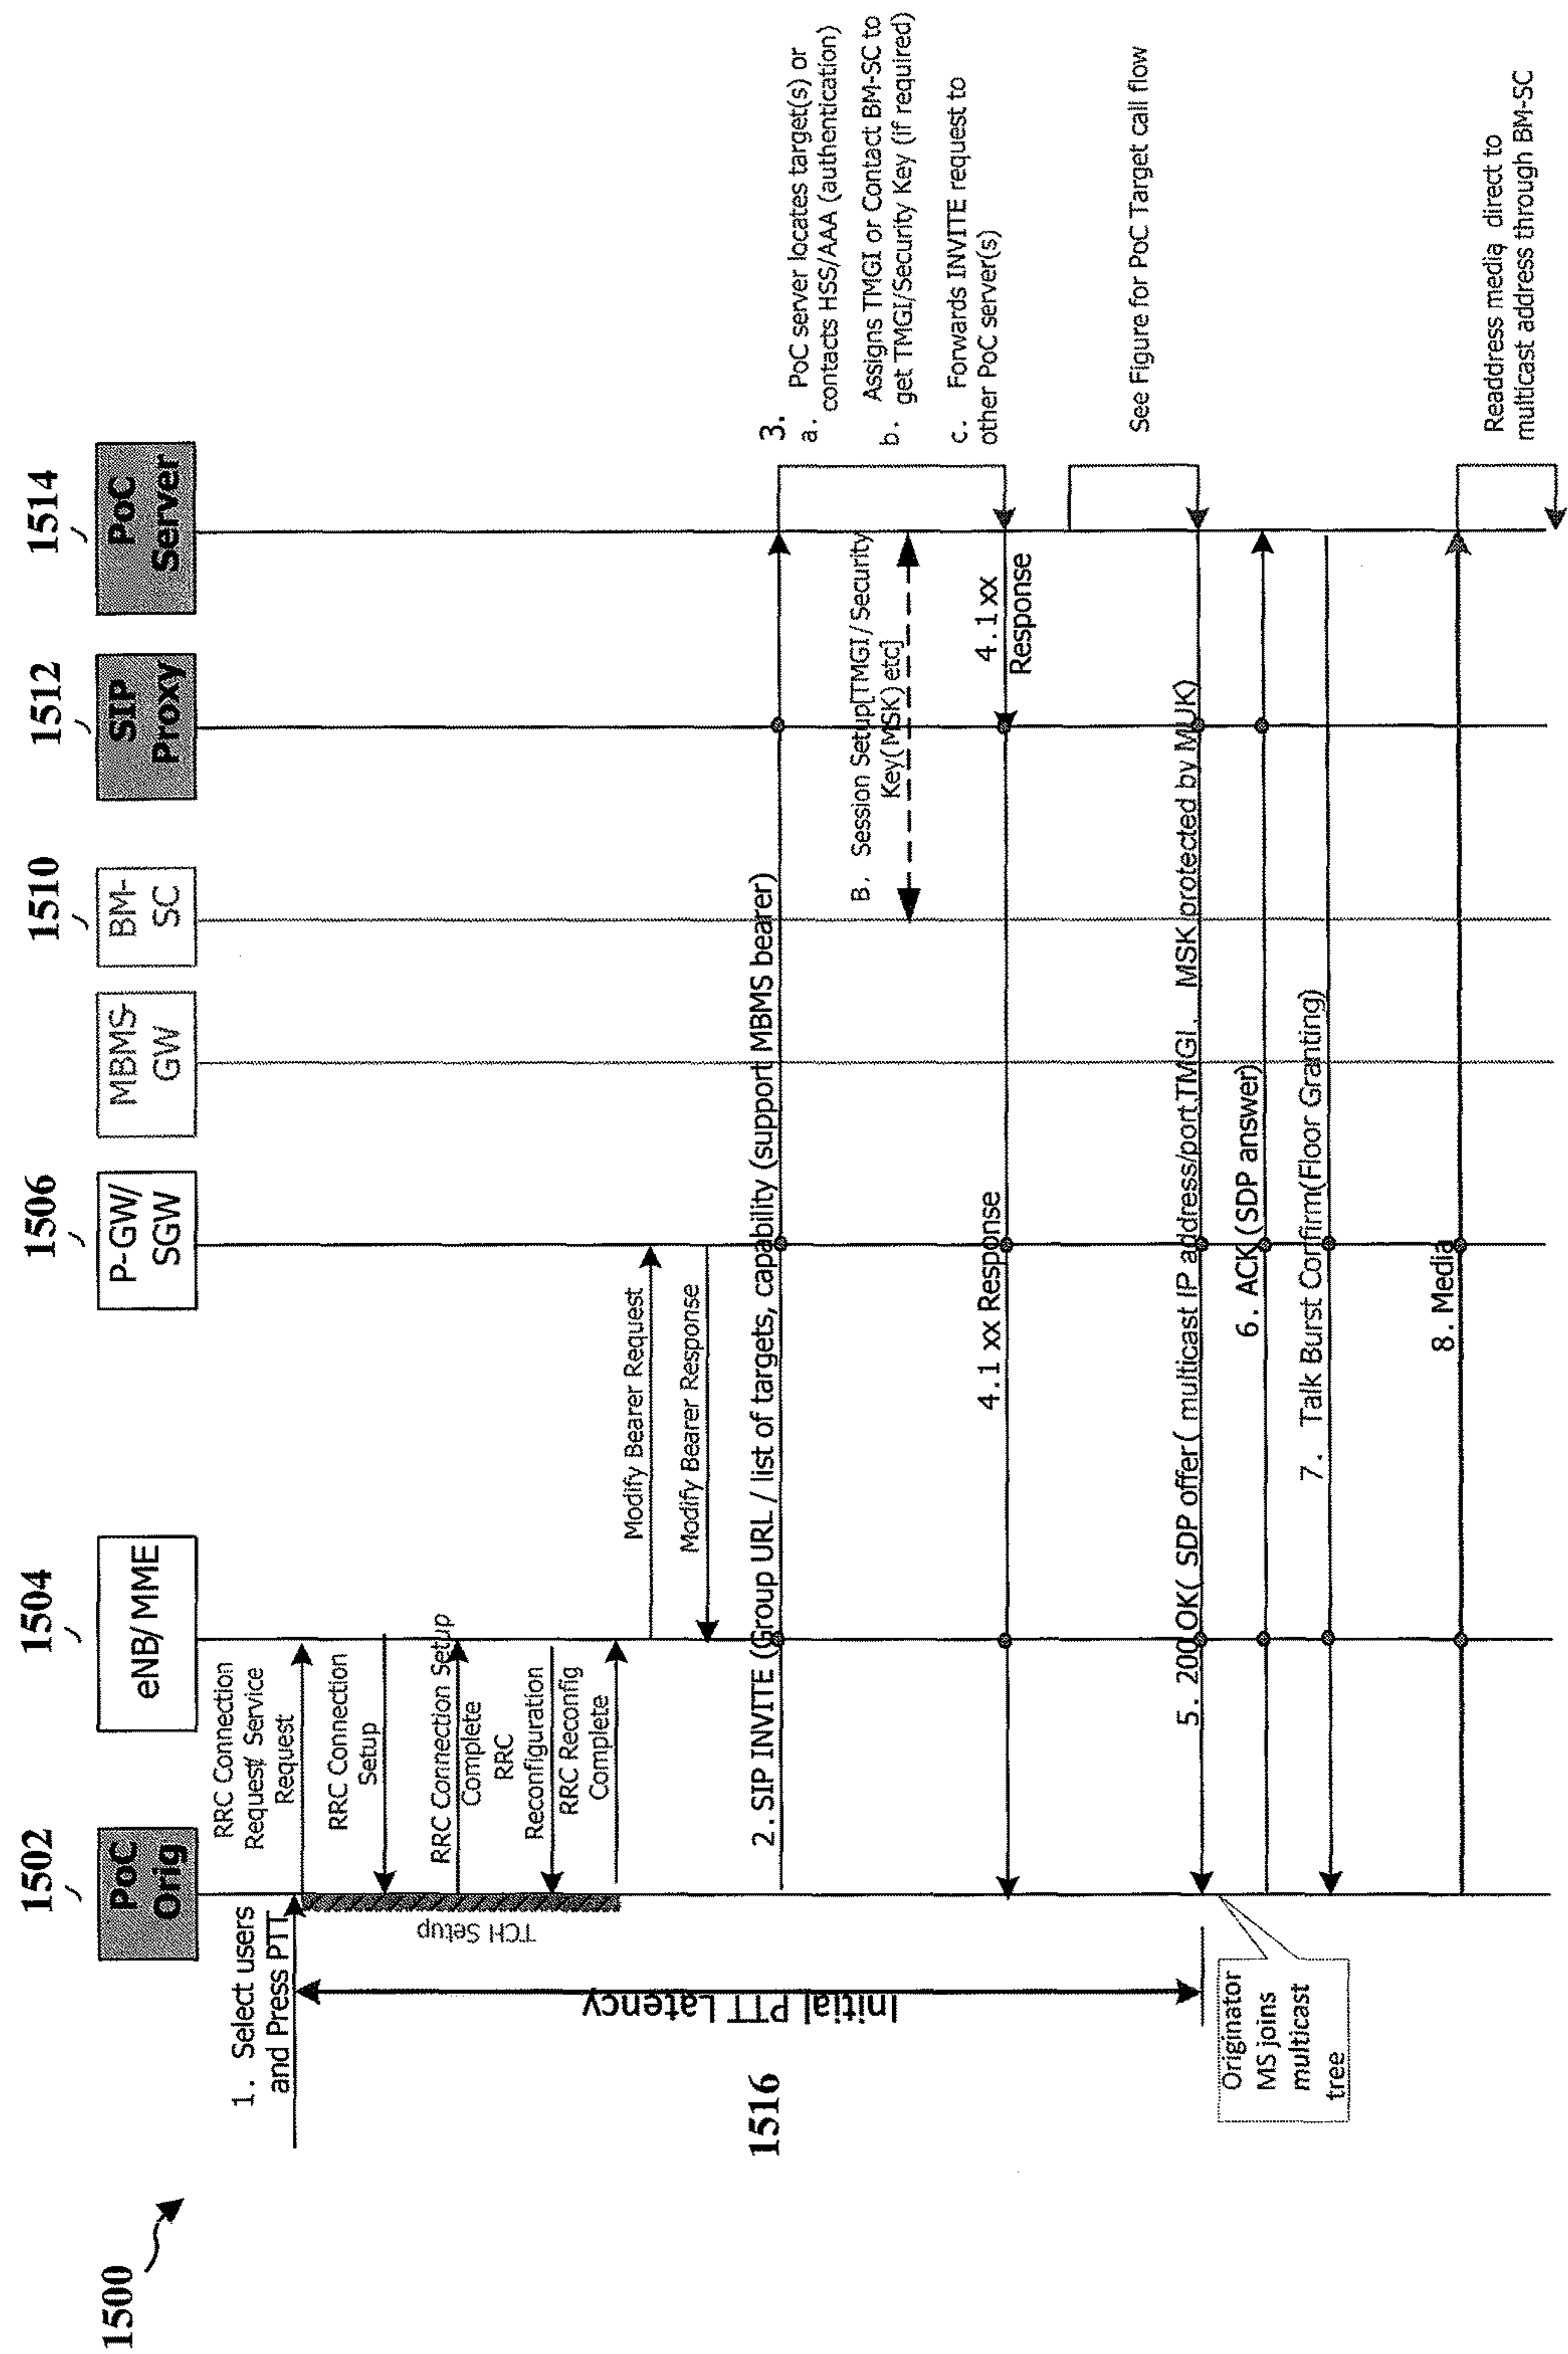 1500
1502
1504
1506
1510
1512
1514
PoC
Orig
eNB/MME
P-GW/
SGW
MBMS-
GW
BM-
SC
SIP
Proxy
PoC
Server
1. Select users
and Press PTT
RRC Connection
Request/ Service
Request
RRC Connection
Setup
RRC Connection Setup
Complete
RRC
Reconfiguration
RRC Reconfig
Complete
TCH Setup
Modify Bearer Request
Modify Bearer Response
Initial PTT Latency
1516
2. SIP INVITE (Group URL / list of targets, capability (support MBMS bearer)
3.
a. PoC server locates target(s) or
contacts HSS/AAA (authentication)
b. Assigns TMGI or Contact BM-SC to
get TMGI/Security Key (if required)
c. Forwards INVITE request to
other PoC server(s)
B. Session Setup[TMGI/Security
Key(MSK) etc]
4.1 xx
Response
4.1 xx Response
See Figure for PoC Target call flow
5. 200 OK( SDP offer( multicast IP address/port,TMGI, MSK protected by MUK)
Originator
MS joins
multicast
tree
6. ACK (SDP answer)
7. Talk Burst Confirm(Floor Granting)
8. Media
Readdress media, direct to
multicast address through BM-SC